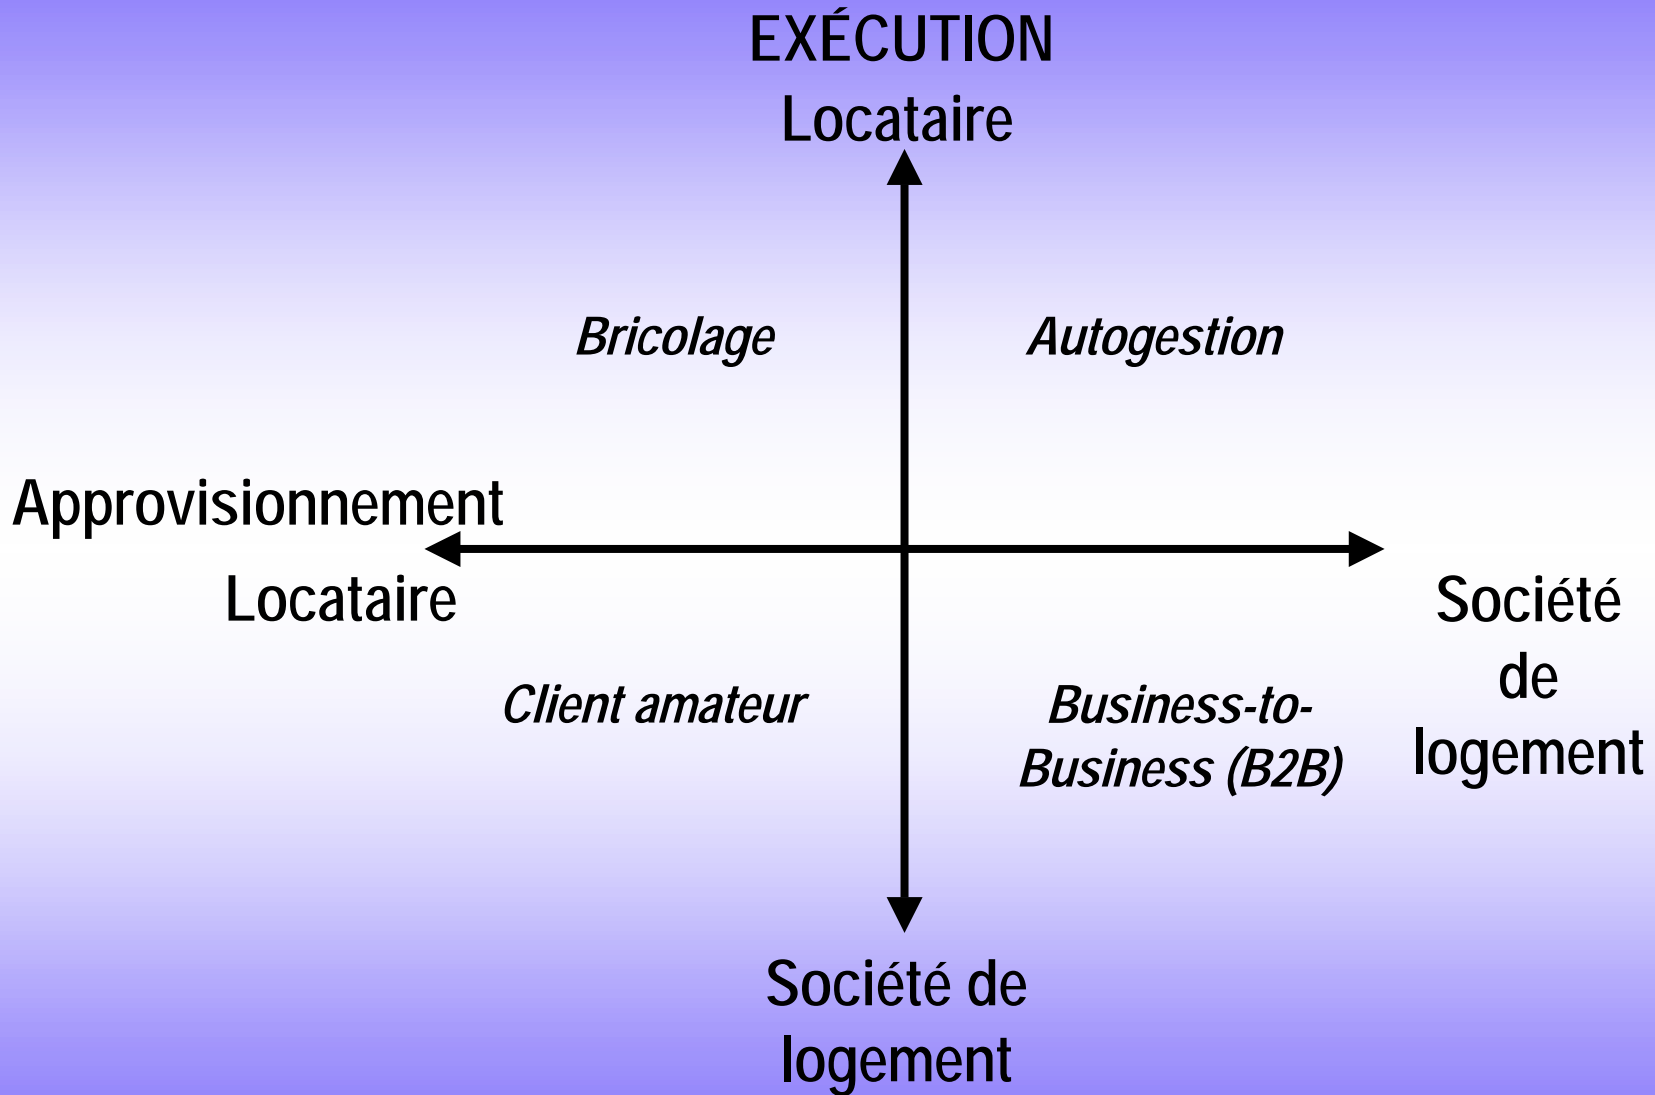 EXÉCUTION
Locataire
Bricolage
Autogestion
Approvisionnement
Locataire
Société
de
logement
Client amateur
Business-to-
Business (B2B)
Société de
logement